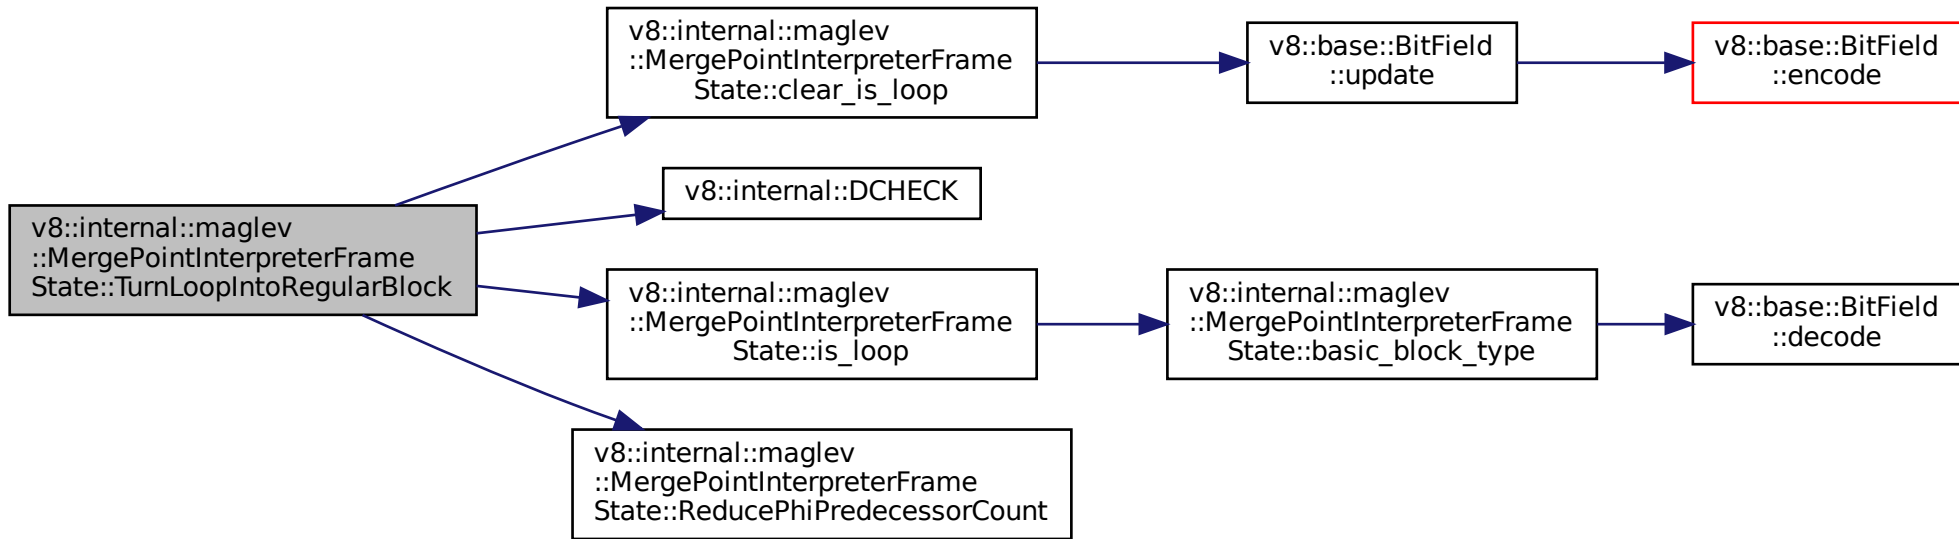 v8::internal::maglev
::MergePointInterpreterFrame
State::TurnLoopIntoRegularBlock
v8::internal::maglev
::MergePointInterpreterFrame
State::clear_is_loop
v8::base::BitField
::update
v8::base::BitField
::encode
v8::internal::DCHECK
v8::internal::maglev
::MergePointInterpreterFrame
State::is_loop
v8::internal::maglev
::MergePointInterpreterFrame
State::basic_block_type
v8::base::BitField
::decode
v8::internal::maglev
::MergePointInterpreterFrame
State::ReducePhiPredecessorCount